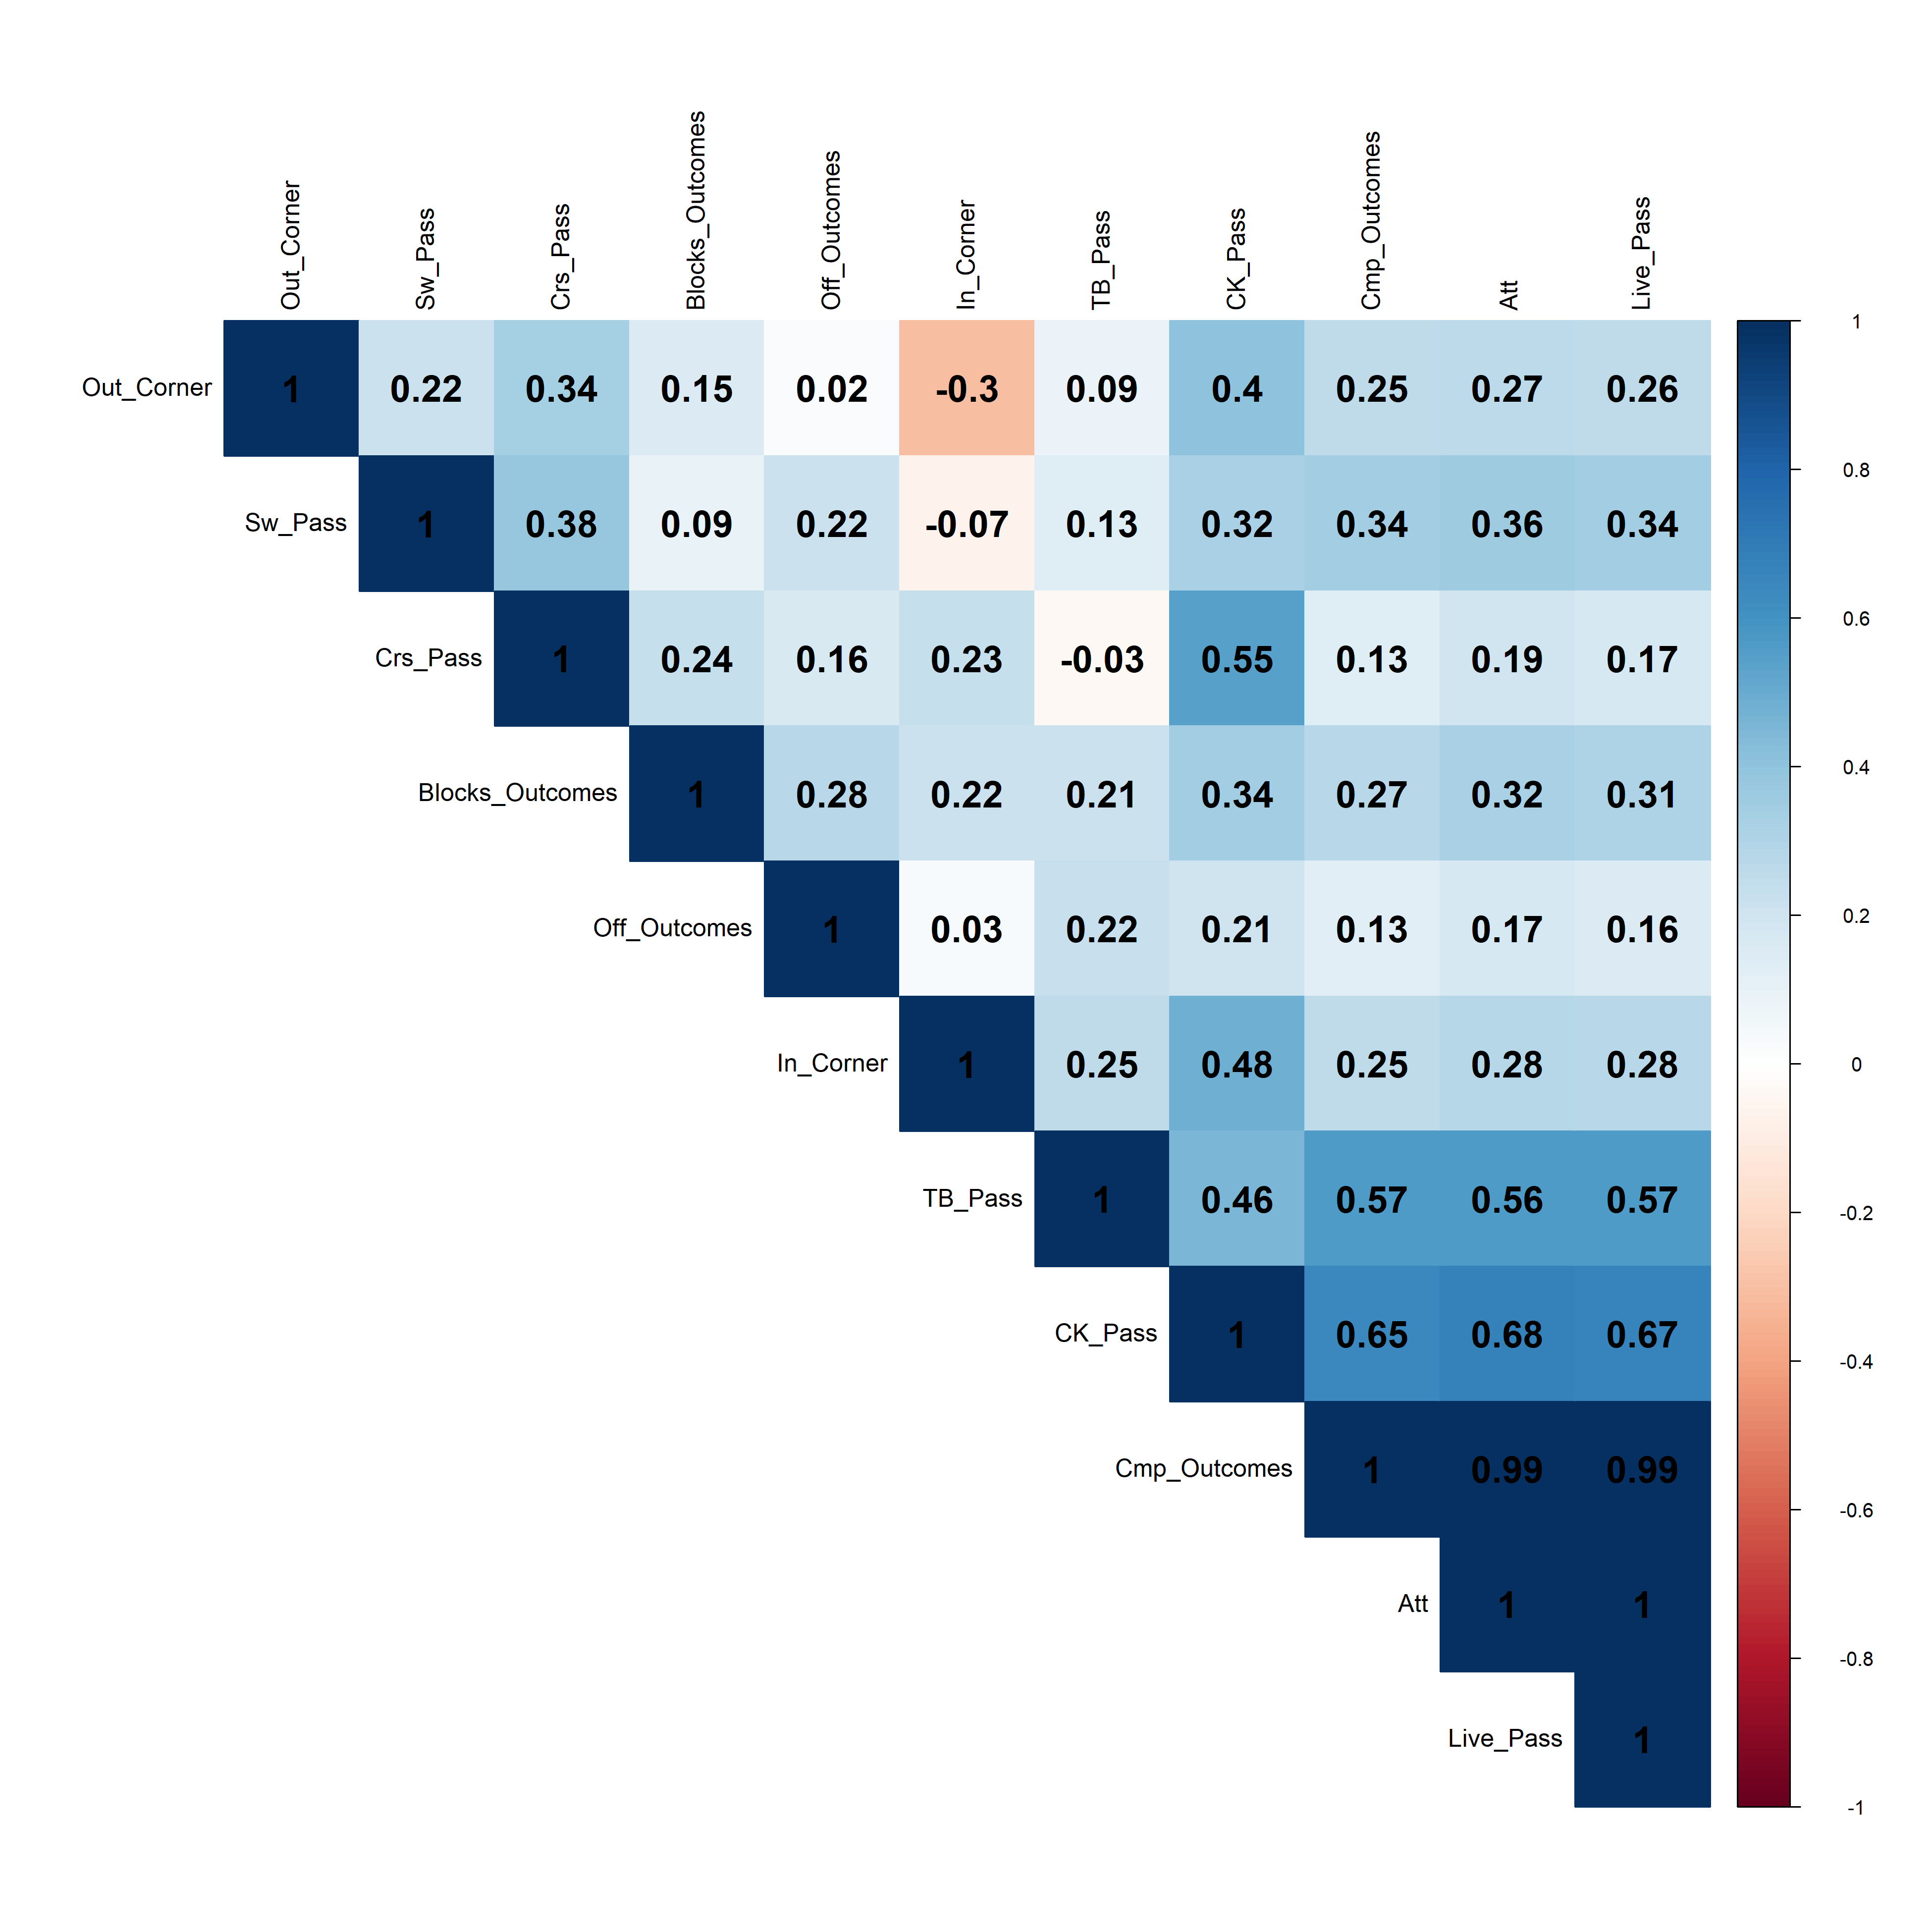 Out_Corner Sw_Pass Crs_Pass Blocks_Outcomes Off_Outcomes In_Corner TB_Pass CK_Pass Cmp_Outcomes Att Live_Pass
Out_Corner 1 0.22 0.34 0.15 0.02 -0.3 0.09 0.4 0.25 0.27 0.26
Sw_Pass 1 0.38 0.09 0.22 -0.07 0.13 0.32 0.34 0.36 0.34
Crs_Pass 1 0.24 0.16 0.23 -0.03 0.55 0.13 0.19 0.17
Blocks_Outcomes 1 0.28 0.22 0.21 0.34 0.27 0.32 0.31
Off_Outcomes 1 0.03 0.22 0.21 0.13 0.17 0.16
In_Corner 1 0.25 0.48 0.25 0.28 0.28
TB_Pass 1 0.46 0.57 0.56 0.57
CK_Pass 1 0.65 0.68 0.67
Cmp_Outcomes 1 0.99 0.99
Att 1 1
Live_Pass 1
1
0.8
0.6
0.4
0.2
0
-0.2
-0.4
-0.6
-0.8
-1